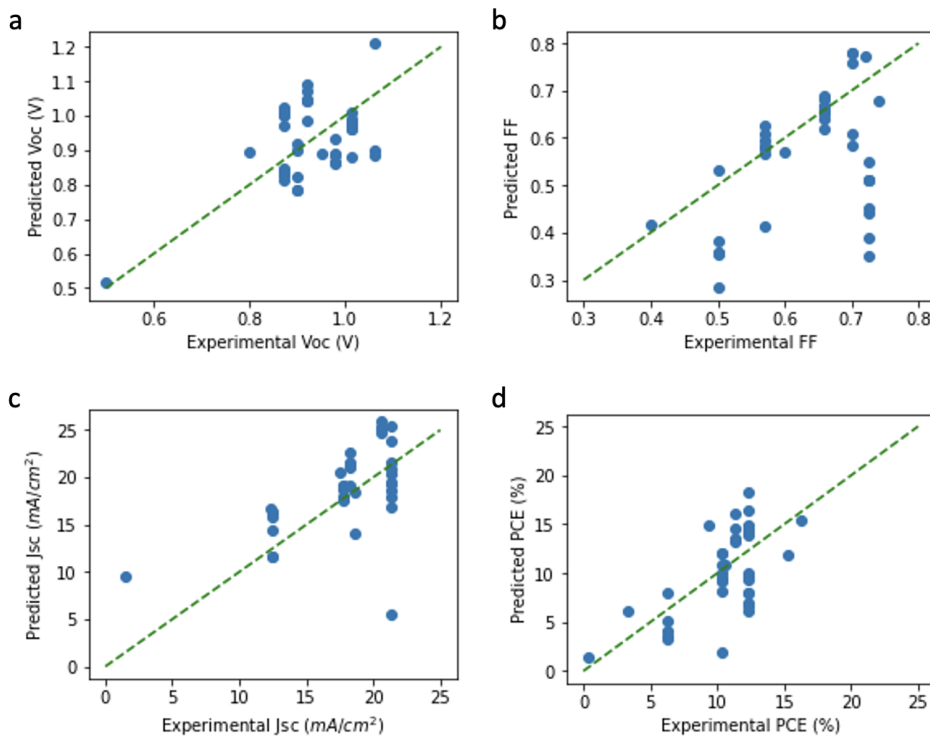 a
Predicted Voc (V)
1.2
1.1
1.0
0.9
0.8
0.7
0.6
0.5
0.6 0.8 1.0 1.2
Experimental Voc (V)
b
Predicted FF
0.8
0.7
0.6
0.5
0.4
0.3
0.3 0.4 0.5 0.6 0.7 0.8
Experimental FF
c
Predicted Jsc (mA/cm²)
25
20
15
10
5
0
0 5 10 15 20 25
Experimental Jsc (mA/cm²)
d
Predicted PCE (%)
25
20
15
10
5
0
0 5 10 15 20 25
Experimental PCE (%)